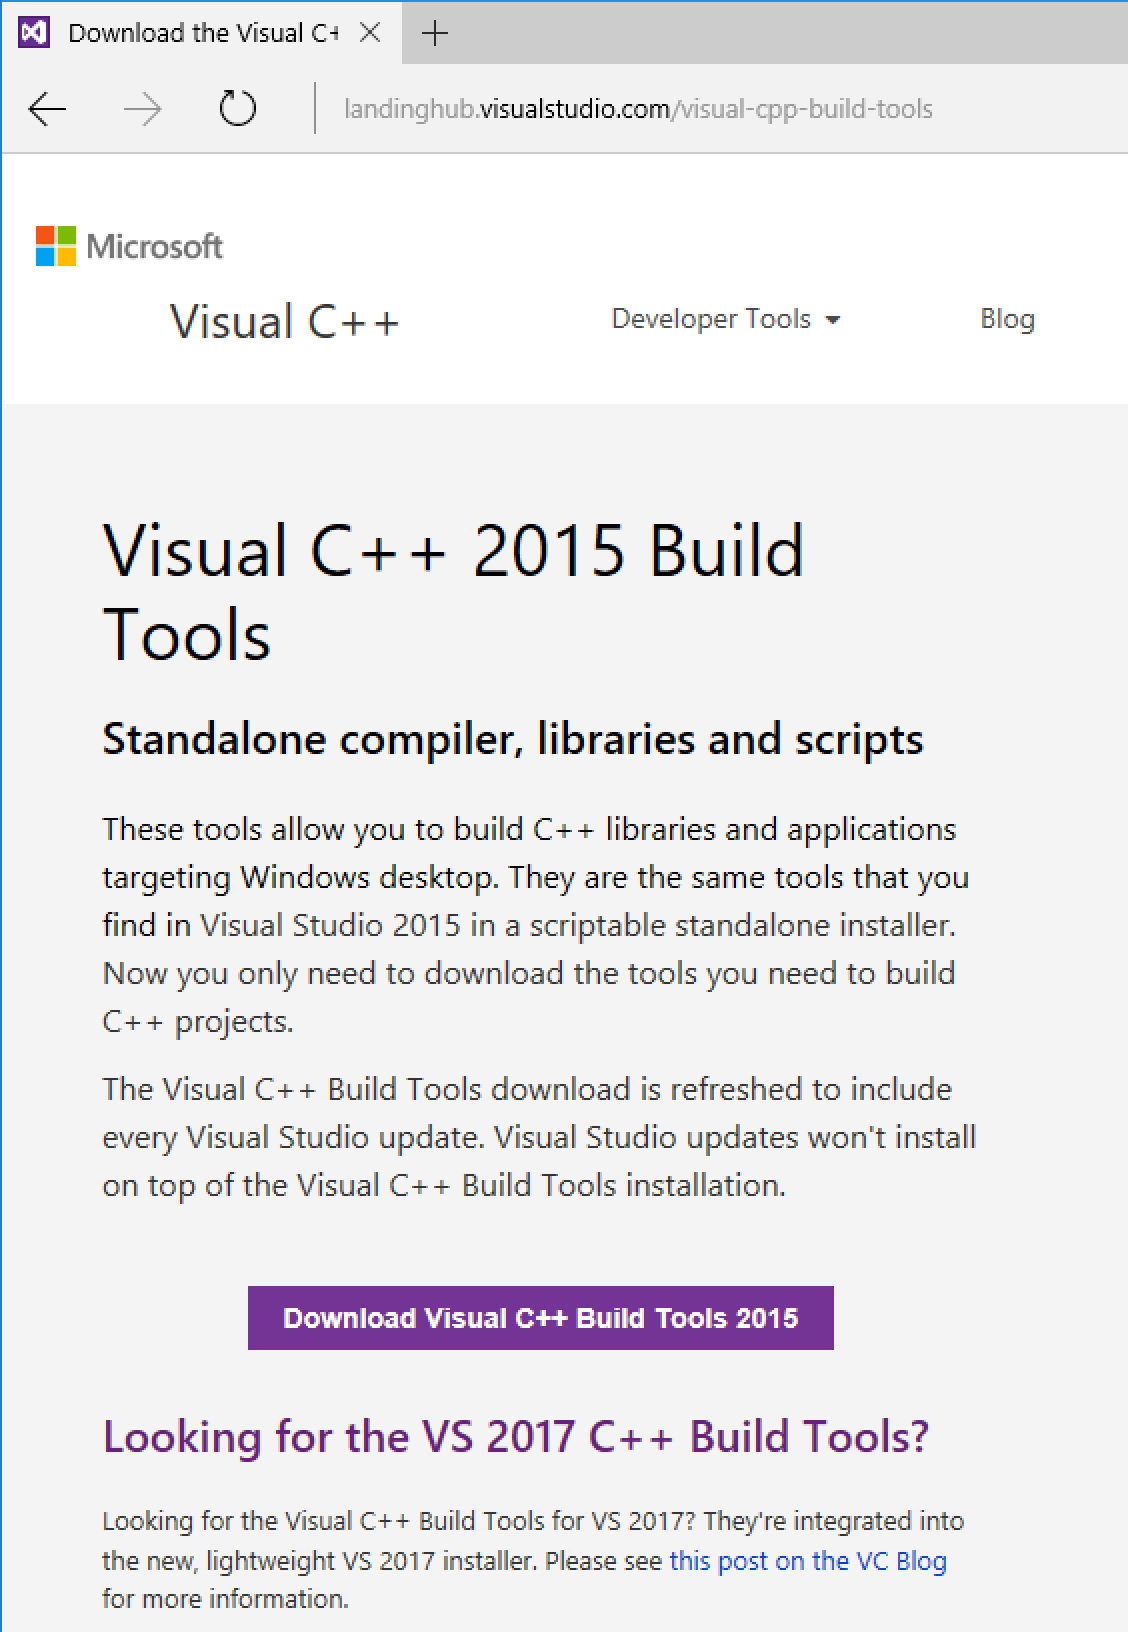 Download the Visual C+
landinghub.visualstudio.com/visual-cpp-build-tools
Microsoft
Visual C++ Developer Tools Blog
Visual C++ 2015 Build
Tools
Standalone compiler, libraries and scripts
These tools allow you to build C++ libraries and applications
targeting Windows desktop. They are the same tools that you
find in Visual Studio 2015 in a scriptable standalone installer.
Now you only need to download the tools you need to build
C++ projects.
The Visual C++ Build Tools download is refreshed to include
every Visual Studio update. Visual Studio updates won't install
on top of the Visual C++ Build Tools installation.
Download Visual C++ Build Tools 2015
Looking for the VS 2017 C++ Build Tools?
Looking for the Visual C++ Build Tools for VS 2017? They're integrated into
the new, lightweight VS 2017 installer. Please see this post on the VC Blog
for more information.